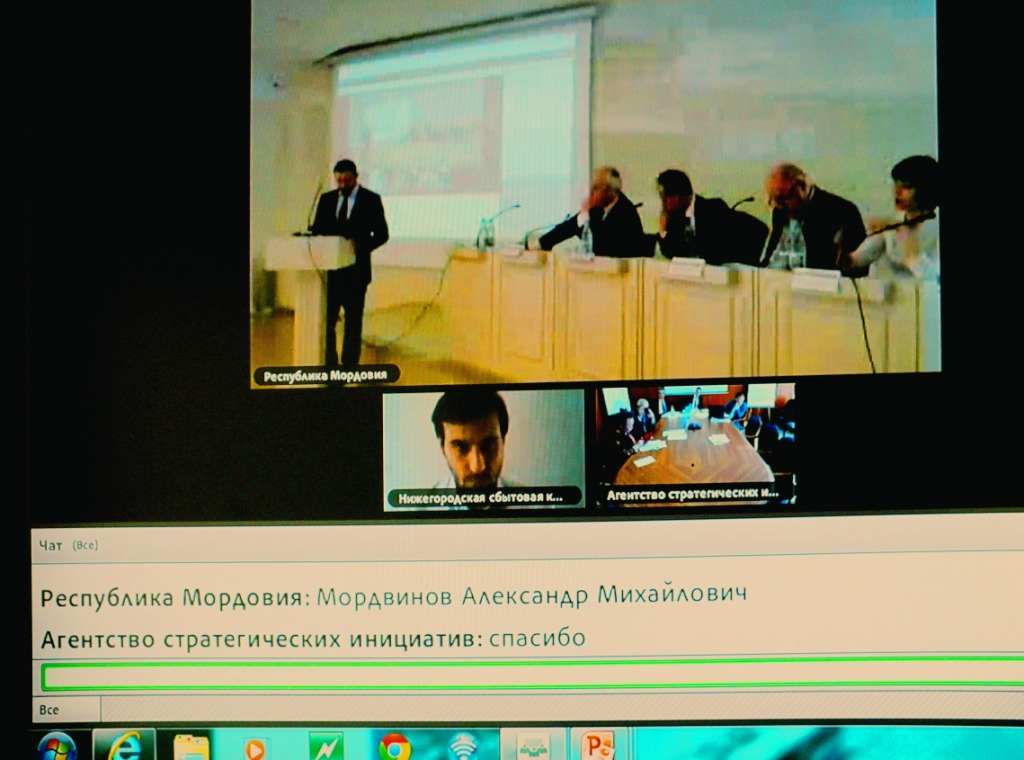 Республика Мордовия
Нижегородская сбытовая к...
Агентство стратегических и...
Чат (Все)
Республика Мордовия: Мордвинов Александр Михайлович
Агентство стратегических инициатив: спасибо
Все